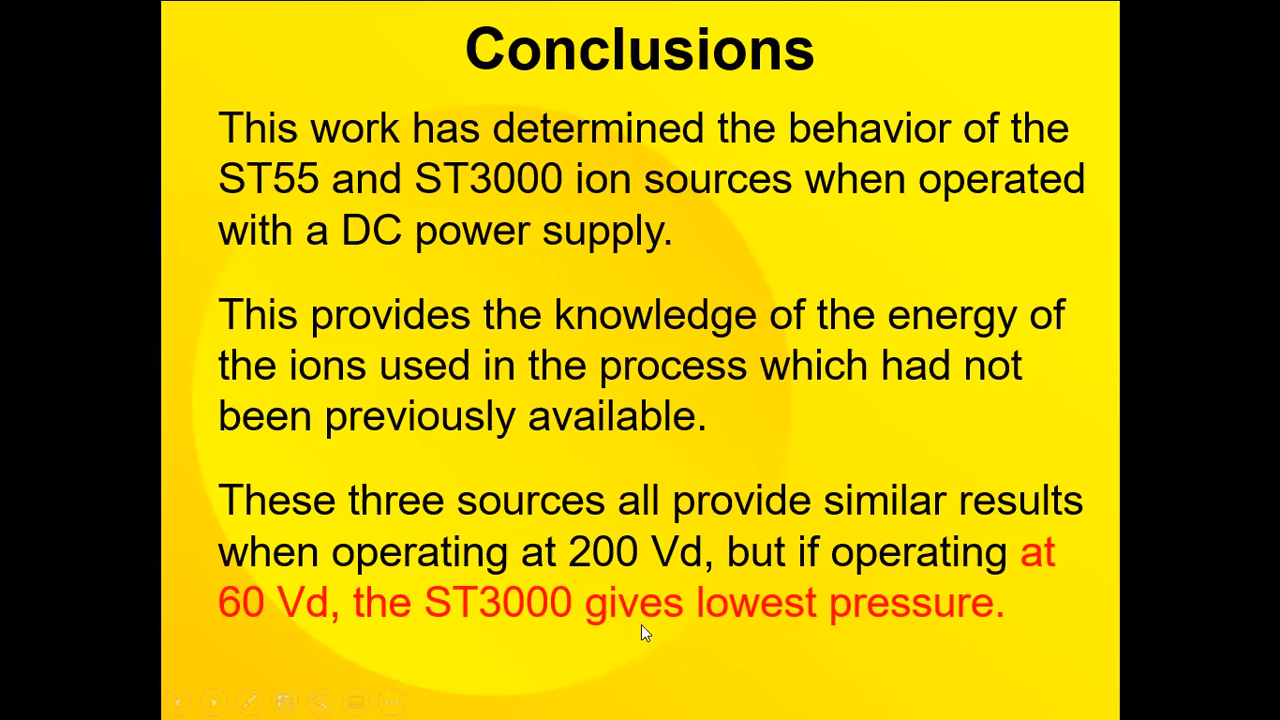 Conclusions
This work has determined the behavior of the
ST55 and ST3000 ion sources when operated
with a DC power supply.
This provides the knowledge of the energy of
the ions used in the process which had not
been previously available.
These three sources all provide similar results
when operating at 200 Vd, but if operating at
60 Vd, the ST3000 gives lowest pressure.